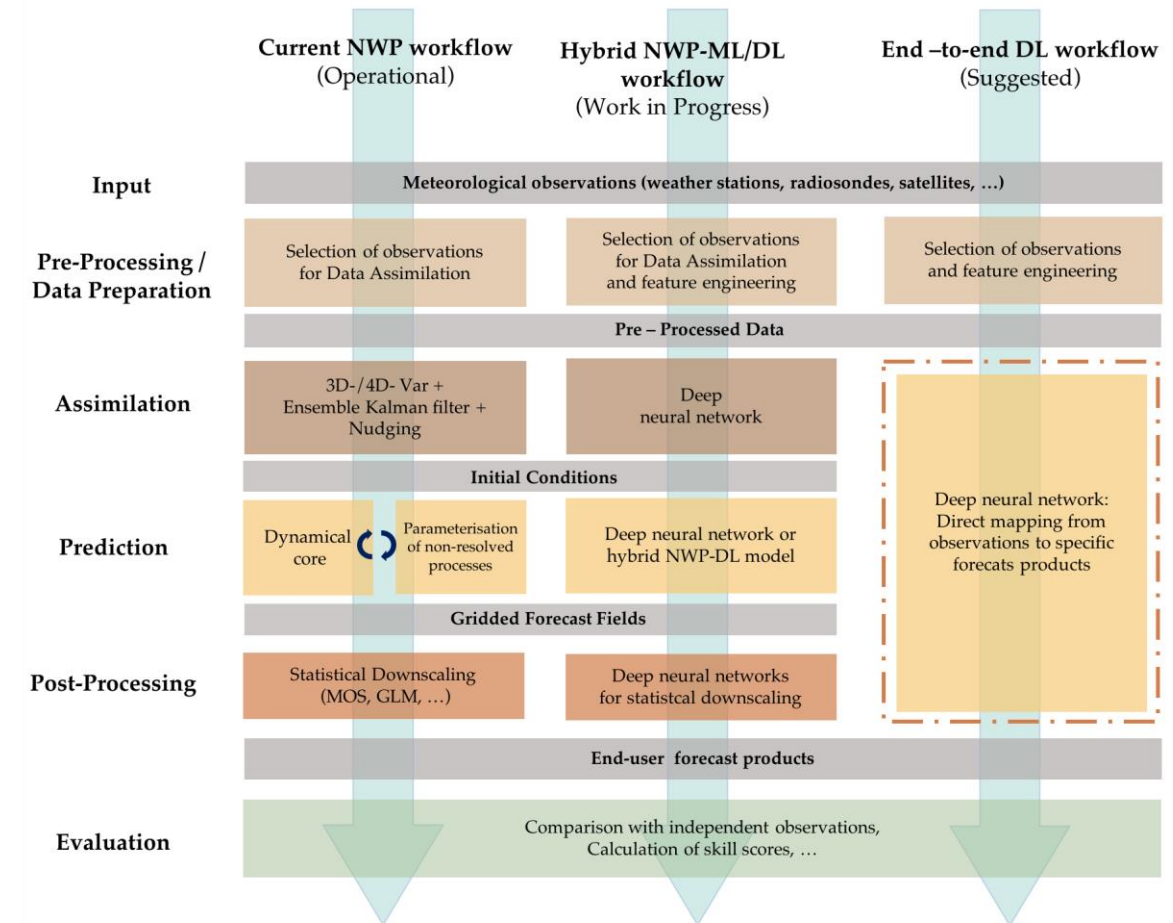 Current NWP workflow
(Operational)
Hybrid NWP-ML/DL
workflow
(Work in Progress)
End –to-end DL workflow
(Suggested)
Input
Meteorological observations (weather stations, radiosondes, satellites, …)
Pre-Processing /
Data Preparation
Selection of observations
for Data Assimilation
Selection of observations
for Data Assimilation
and feature engineering
Selection of observations
and feature engineering
Pre – Processed Data
Assimilation
3D-/4D- Var +
Ensemble Kalman filter +
Nudging
Deep
neural network
Initial Conditions
Prediction
Dynamical
core
Parameterisation
of non-resolved
processes
Deep neural network or
hybrid NWP-DL model
Deep neural network:
Direct mapping from
observations to specific
forecats products
Gridded Forecast Fields
Post-Processing
Statistical Downscaling
(MOS, GLM, …)
Deep neural networks
for statistcal downscaling
End-user forecast products
Evaluation
Comparison with independent observations,
Calculation of skill scores, …